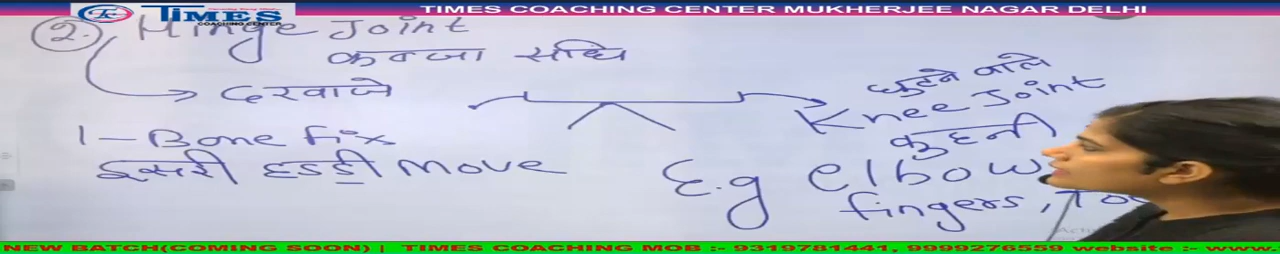 TIMES COACHING CENTER MUKHERJEE NAGAR DELHI
TIMES
COACHING CENTER
2. Hinge Joint
कब्जा संधि
दरवाजे
घुटने वाले
Knee Joint
1 - Bone fix
कुहनी
दूसरी हड्डी move
E.g elbow
fingers, Toe
NEW BATCH(COMING SOON) | TIMES COACHING MOB :- 9319781441, 9999276559 website :- www.